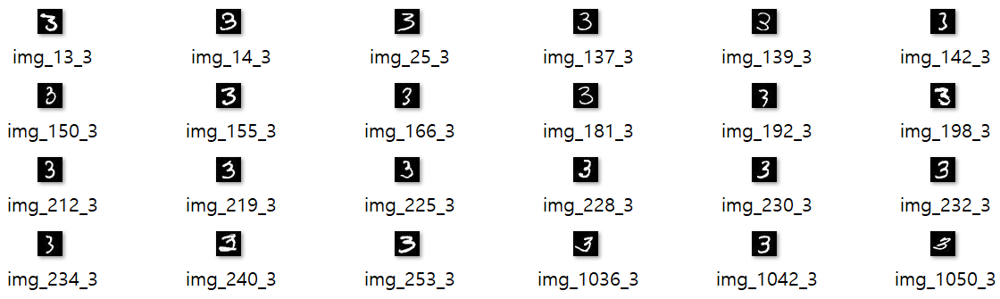 3 3 3 3 3 3
img_13_3 img_14_3 img_25_3 img_137_3 img_139_3 img_142_3
3 3 3 3 3 3
img_150_3 img_155_3 img_166_3 img_181_3 img_192_3 img_198_3
3 3 3 3 3 3
img_212_3 img_219_3 img_225_3 img_228_3 img_230_3 img_232_3
3 3 3 3 3 3
img_234_3 img_240_3 img_253_3 img_1036_3 img_1042_3 img_1050_3